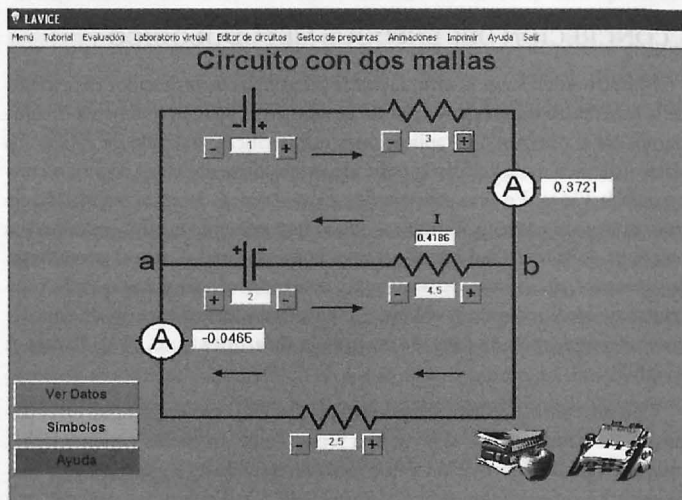 LAVICE
Menú Tutorial Evaluación Laboratorio virtual Editor de circuitos Gestor de preguntas Animaciones Imprimir Ayuda Salir
Circuito con dos mallas
- +
- 1 +
- 3 +
A 0.3721
I
0.4186
a + - b
+ 2 -
- 4.5 +
A -0.0465
Ver Datos
Símbolos
Ayuda
- 2.5 +